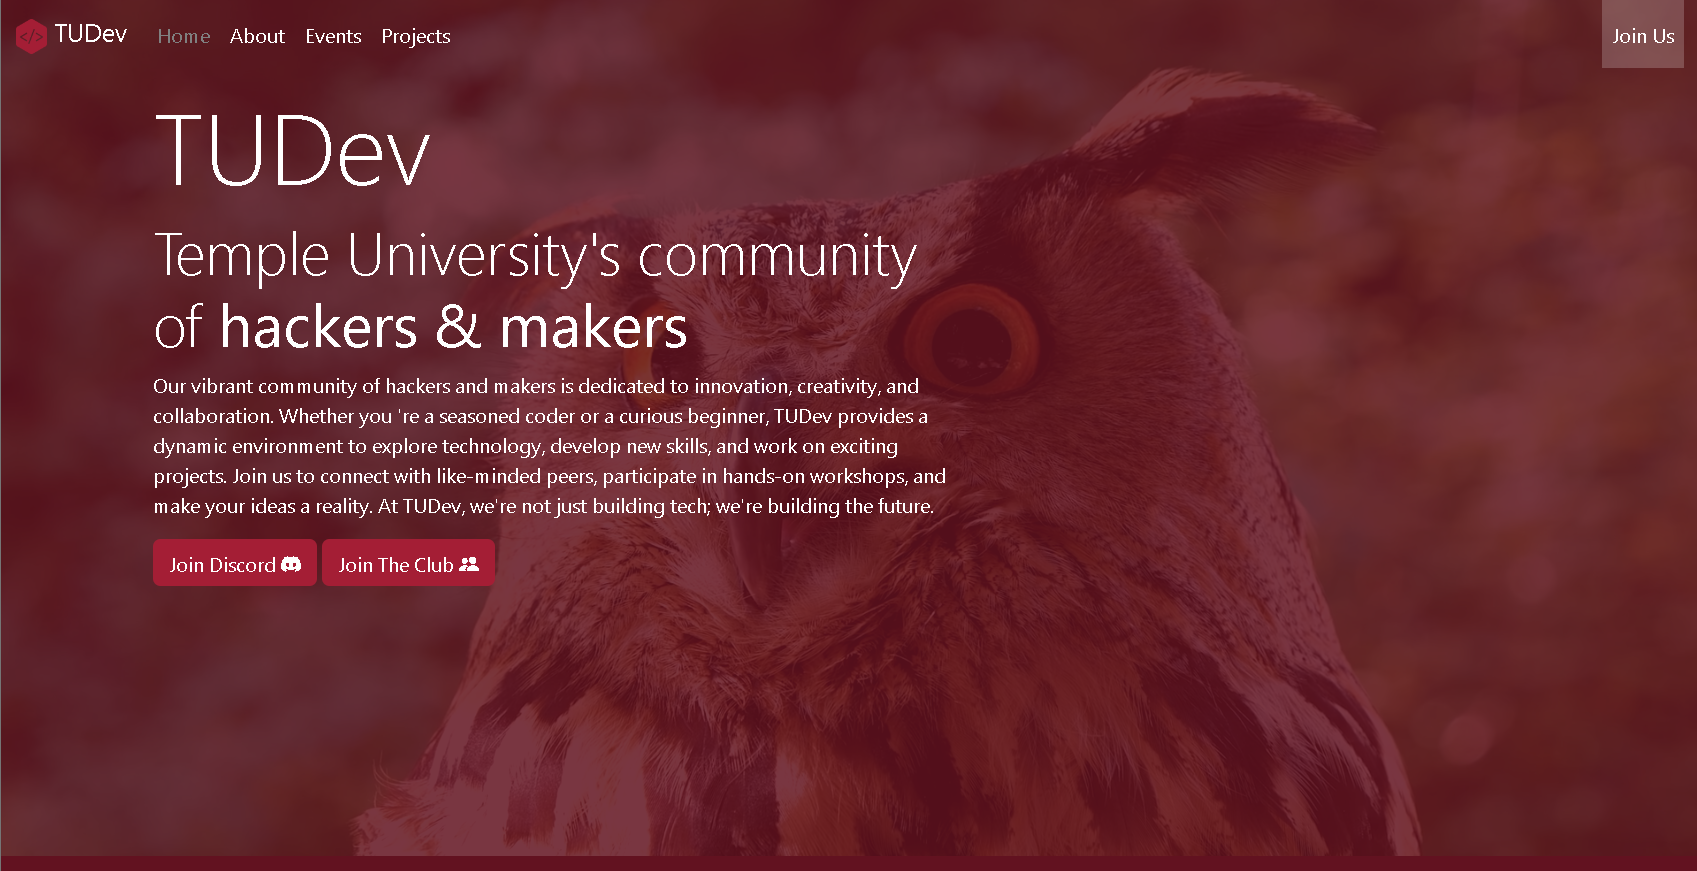 </> TUDev Home About Events Projects Join Us
TUDev
Temple University's community
of hackers & makers
Our vibrant community of hackers and makers is dedicated to innovation, creativity, and
collaboration. Whether you 're a seasoned coder or a curious beginner, TUDev provides a
dynamic environment to explore technology, develop new skills, and work on exciting
projects. Join us to connect with like-minded peers, participate in hands-on workshops, and
make your ideas a reality. At TUDev, we're not just building tech; we're building the future.
Join Discord Join The Club